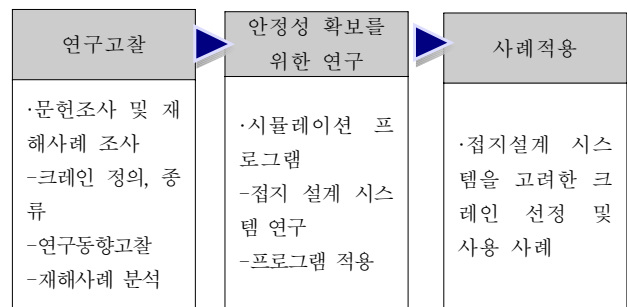 연구고찰
·문헌조사 및 재
해사례 조사
-크레인 정의, 종
류
-연구동향고찰
-재해사례 분석
안정성 확보를
위한 연구
·시뮬레이션 프
로그램
-접지 설계 시스
템 연구
-프로그램 적용
사례적용
·접지설계 시스
템을 고려한 크
레인 선정 및
사용 사례